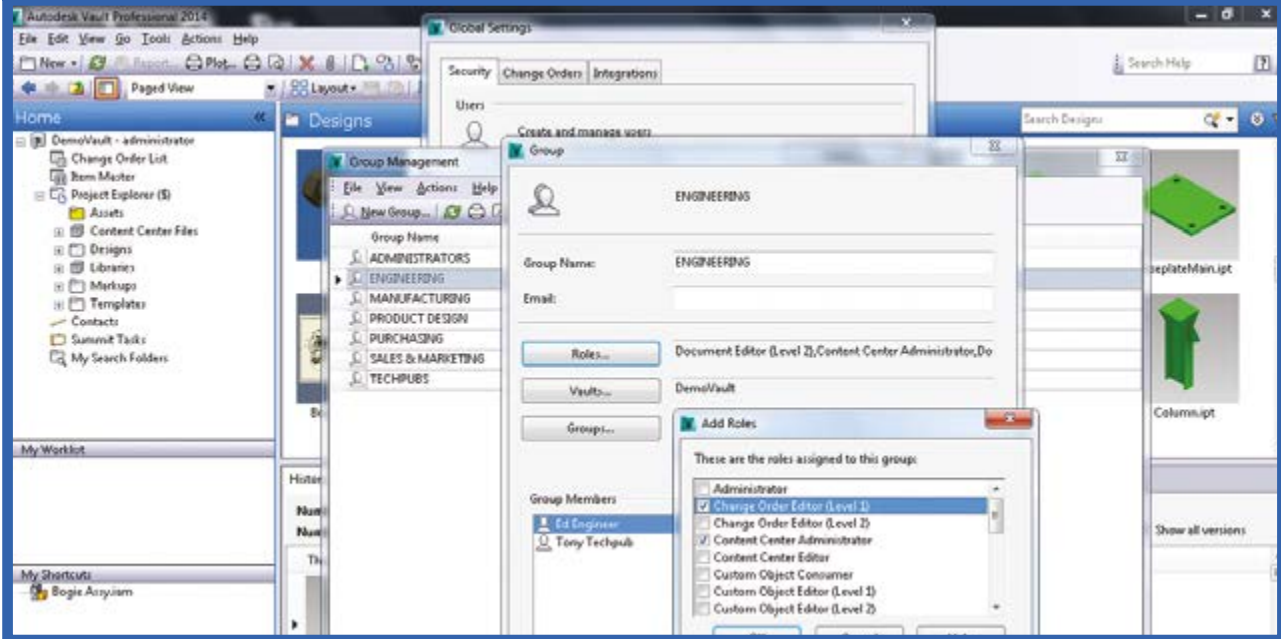 Autodesk Vault Professional 2014
File Edit View Go Tools Actions Help
New Report... Plot...
Paged View Layout
Search Help
Home
DemoVault - administrator
Change Order List
Item Master
Project Explorer ($)
Assets
Content Center Files
Designs
Libraries
Markups
Templates
Contacts
Summit Tasks
My Search Folders
My Worklist
My Shortcuts
Bogie Assy.iam
Designs
Search Designs
seplateMain.ipt
Column.ipt
Show all versions
Global Settings
Security Change Orders Integrations
Users
Create and manage users
Group Management
File View Actions Help
New Group...
Group Name
ADMINISTRATORS
ENGINEERING
MANUFACTURING
PRODUCT DESIGN
PURCHASING
SALES & MARKETING
TECHPUBS
Group
ENGINEERING
Group Name: ENGINEERING
Email:
Roles... Document Editor (Level 2),Content Center Administrator,Do
Vaults... DemoVault
Groups...
Group Members
Ed Engineer
Tony Techpub
Add Roles
These are the roles assigned to this group:
Administrator
Change Order Editor (Level 1)
Change Order Editor (Level 2)
Content Center Administrator
Content Center Editor
Custom Object Consumer
Custom Object Editor (Level 1)
Custom Object Editor (Level 2)